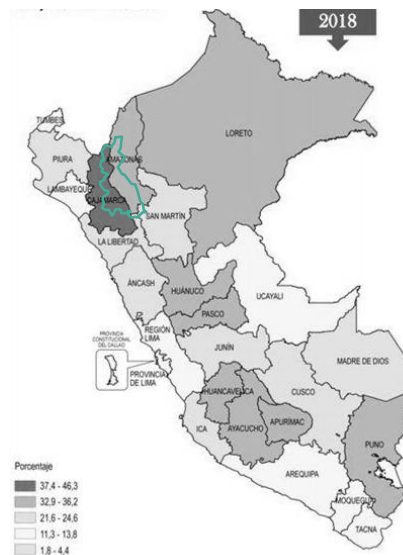 2018
TUMBES
LORETO
PIURA
AMAZONAS
LAMBAYEQUE
CAJAMARCA
SAN MARTÍN
LA LIBERTAD
ÁNCASH
HUÁNUCO
UCAYALI
PASCO
PROVINCIA
CONSTITUCIONAL
DEL CALLAO
REGIÓN
LIMA
JUNÍN
MADRE DE DIOS
PROVINCIA
DE LIMA
HUANCAVELICA
CUSCO
ICA
AYACUCHO
APURÍMAC
PUNO
AREQUIPA
MOQUEGUA
TACNA
Porcentaje
37,4 - 46,3
32,9 - 36,2
21,6 - 24,6
11,3 - 13,8
1,8 - 4,4